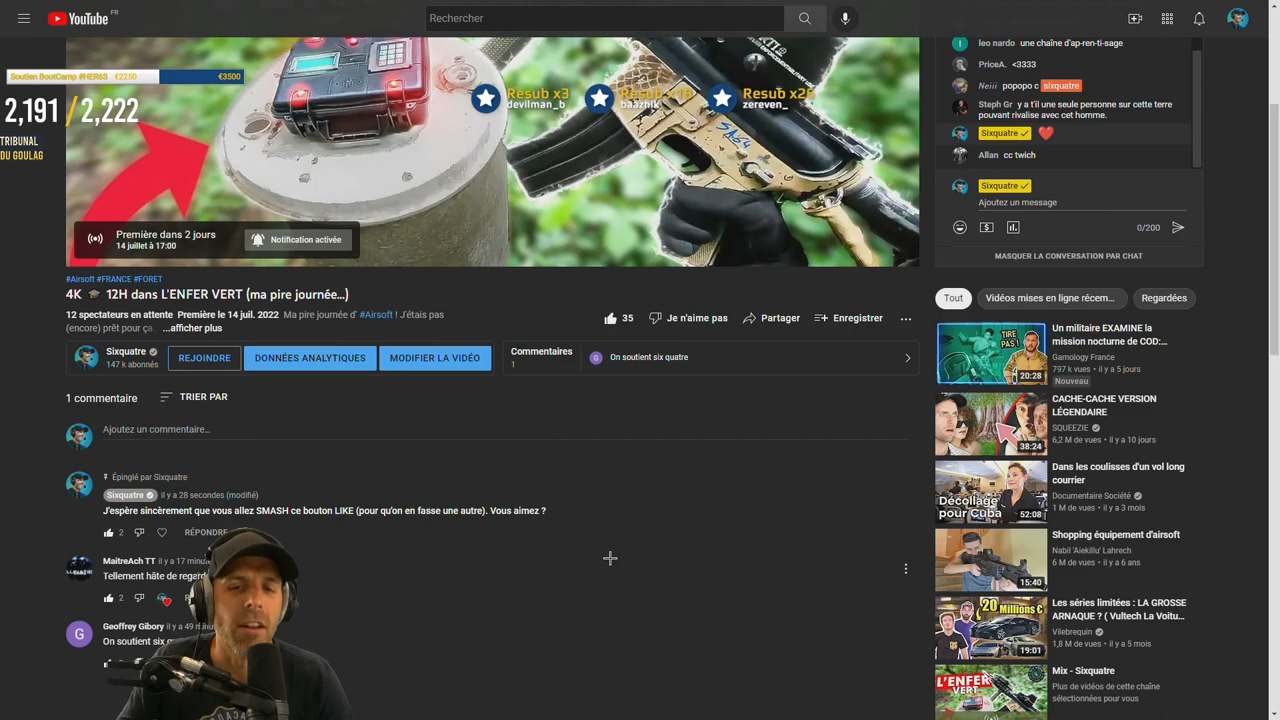 YouTube FR
Rechercher
Soutien BootCamp #HER6S €2250 €3500
2,191 / 2,222
TRIBUNAL
DU GOULAG
Resub x3
devilman_b
baazhik
zereven_
SA64
Première dans 2 jours
14 juillet à 17:00
Notification activée
#Airsoft #FRANCE #FORET
4K 🎓 12H dans L'ENFER VERT (ma pire journée...)
12 spectateurs en attente Première le 14 juil. 2022 Ma pire journée d' #Airsoft ! J'étais pas
(encore) prêt pour ça. ...afficher plus
35
Je n'aime pas
Partager
Enregistrer
Sixquatre
147 k abonnés
REJOINDRE
DONNÉES ANALYTIQUES
MODIFIER LA VIDÉO
Commentaires
1
G
On soutient six quatre
1 commentaire
TRIER PAR
Ajoutez un commentaire...
Épinglé par Sixquatre
Sixquatre il y a 28 secondes (modifié)
J'espère sincèrement que vous allez SMASH ce bouton LIKE (pour qu'on en fasse une autre). Vous aimez ?
2
RÉPONDRE
MaitreAch TT il y a 17 minu
Tellement hâte de regard
2
G
Geoffrey Gibory il y a 49 m
On soutient six q
leo nardo une chaîne d'ap-ren-ti-sage
PriceA. <3333
Neiii popopo c sixquatre
Steph Gr y a t'il une seule personne sur cette terre
pouvant rivalise avec cet homme.
Sixquatre ✓ ❤️
Allan cc twich
Sixquatre ✓
Ajoutez un message
0/200
MASQUER LA CONVERSATION PAR CHAT
Tout
Vidéos mises en ligne récem...
Regardées
TIRE
PAS !
20:28
Un militaire EXAMINE la
mission nocturne de COD:...
Gamology France
797 k vues • il y a 5 jours
Nouveau
38:24
CACHE-CACHE VERSION
LÉGENDAIRE
SQUEEZIE
6,2 M de vues • il y a 10 jours
Décollage
pour Cuba
52:08
Dans les coulisses d'un vol long
courrier
Documentaire Société
1 M de vues • il y a 3 mois
15:40
Shopping équipement d'airsoft
Nabil 'Aiekillu' Lahrech
6 M de vues • il y a 6 ans
20 Millions €
19:01
Les séries limitées : LA GROSSE
ARNAQUE ? ( Vultech La Voitu...
Vilebrequin
1,8 M de vues • il y a 5 mois
L'ENFER
VERT
Mix - Sixquatre
Plus de vidéos de cette chaîne
sélectionnées pour vous